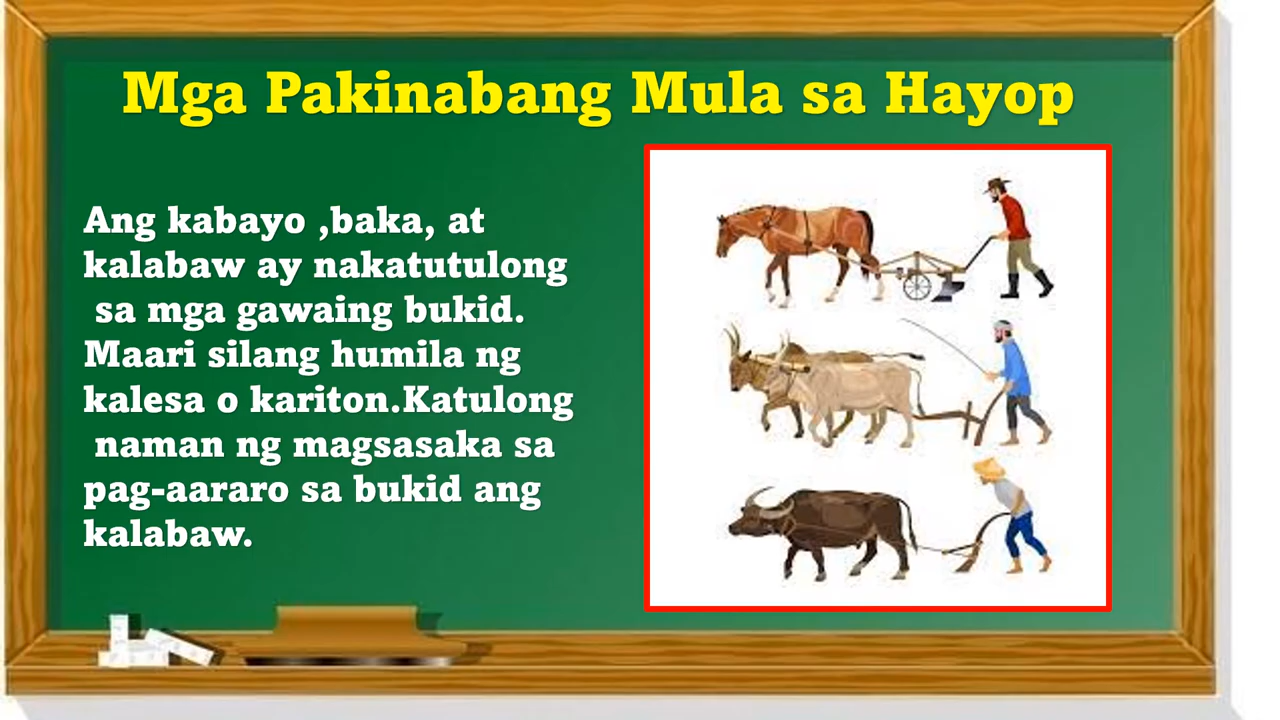 Mga Pakinabang Mula sa Hayop
Ang kabayo ,baka, at
kalabaw ay nakatutulong
sa mga gawaing bukid.
Maari silang humila ng
kalesa o kariton.Katulong
naman ng magsasaka sa
pag-aararo sa bukid ang
kalabaw.